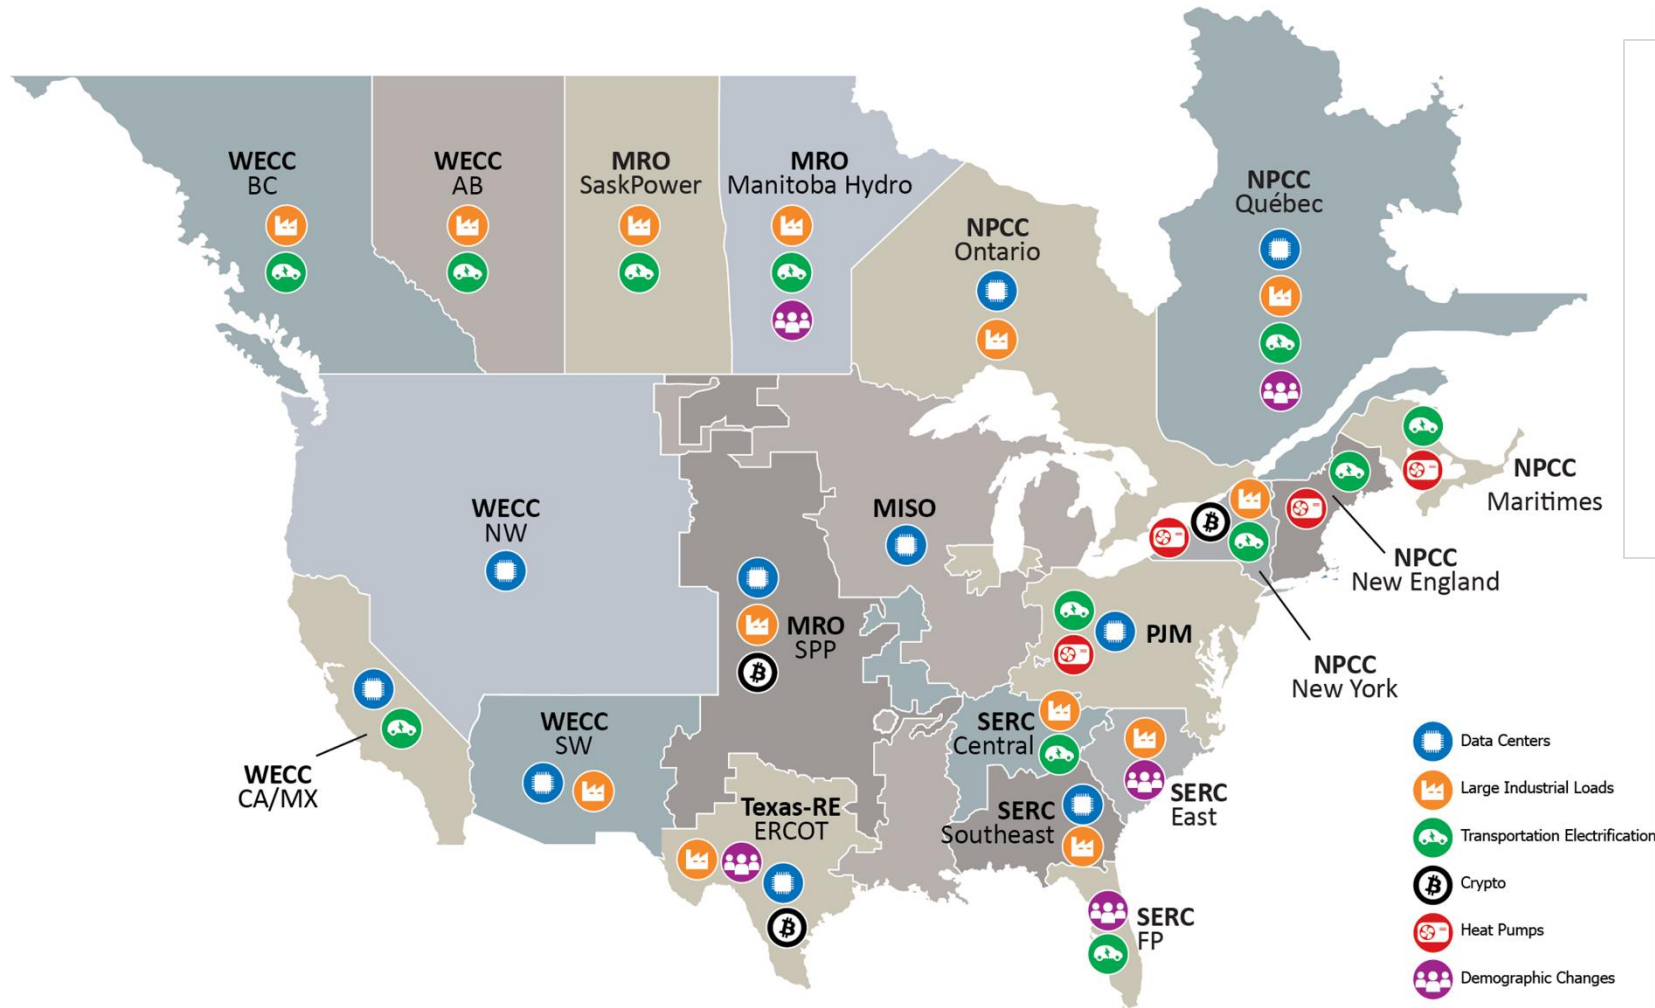 WECC
BC
WECC
AB
MRO
SaskPower
MRO
Manitoba Hydro
NPCC
Ontario
NPCC
Québec
NPCC
Maritimes
WECC
NW
MISO
NPCC
New England
MRO
SPP
PJM
NPCC
New York
WECC
CA/MX
WECC
SW
SERC
Central
Texas-RE
ERCOT
SERC
Southeast
SERC
East
SERC
FP
Data Centers
Large Industrial Loads
Transportation Electrification
Crypto
Heat Pumps
Demographic Changes